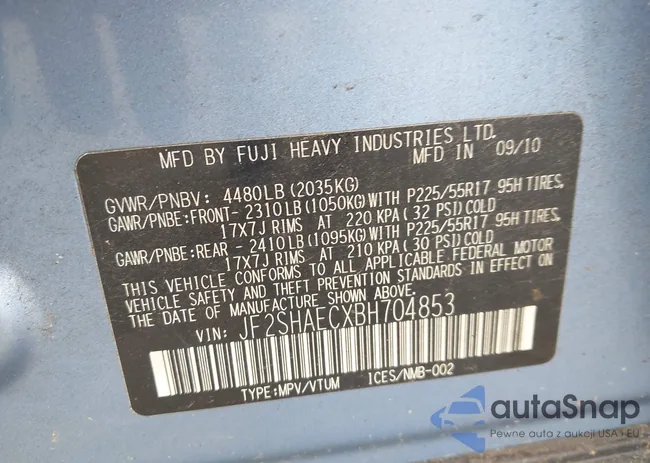 MFD BY FUJI HEAVY INDUSTRIES LTD.
MFD IN 09/10
GVWR/PNBV: 4480LB(2035KG)
GAWR/PNBE:FRONT- 2310LB(1050KG)WITH P225/55R17 95H TIRES,
17X7J RIMS AT 220 KPA(32 PSI)COLD
GAWR/PNBE:REAR - 2410LB(1095KG)WITH P225/55R17 95H TIRES,
17X7J RIMS AT 210 KPA(30 PSI)COLD
THIS VEHICLE CONFORMS TO ALL APPLICABLE FEDERAL MOTOR
VEHICLE SAFETY AND THEFT PREVENTION STANDARDS IN EFFECT ON
THE DATE OF MANUFACTURE SHOWN ABOVE.
VIN: JF2SHAECXBH704853
TYPE:MPV/VTUM ICES/NMB-002
autaSnap
Pewne auta z aukcji USA i EU